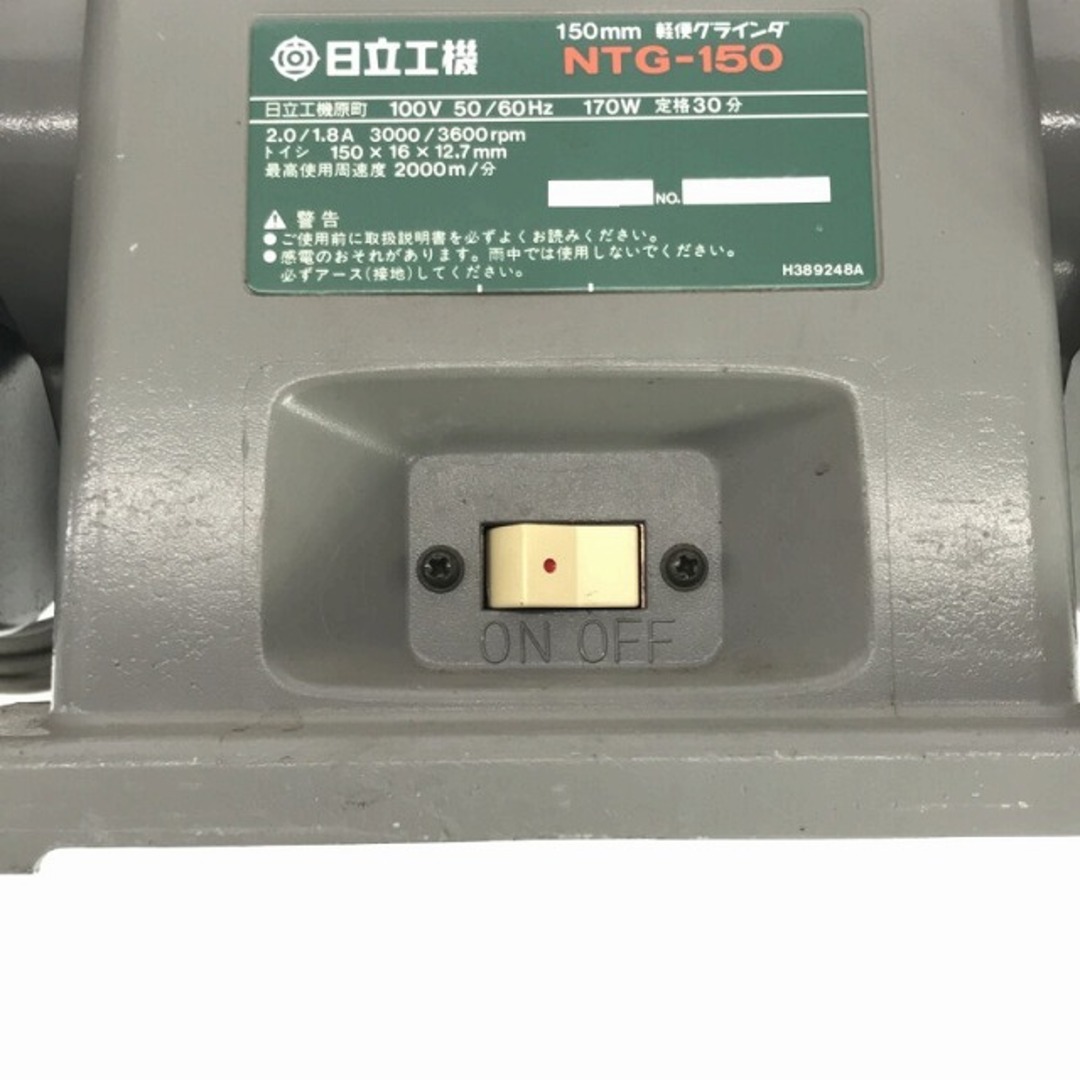 日立工機
150mm 軽便グラインダ
NTG-150
日立工機原町 100V 50/60Hz 170W 定格30分
2.0/1.8A 3000/3600rpm
トイシ 150×16×12.7mm
最高使用周速度 2000m/分
NO.
警告
●ご使用前に取扱説明書を必ずよくお読みください。
●感電のおそれがあります。雨中では使用しないでください。
必ずアース(接地)してください。
H389248A
ON OFF